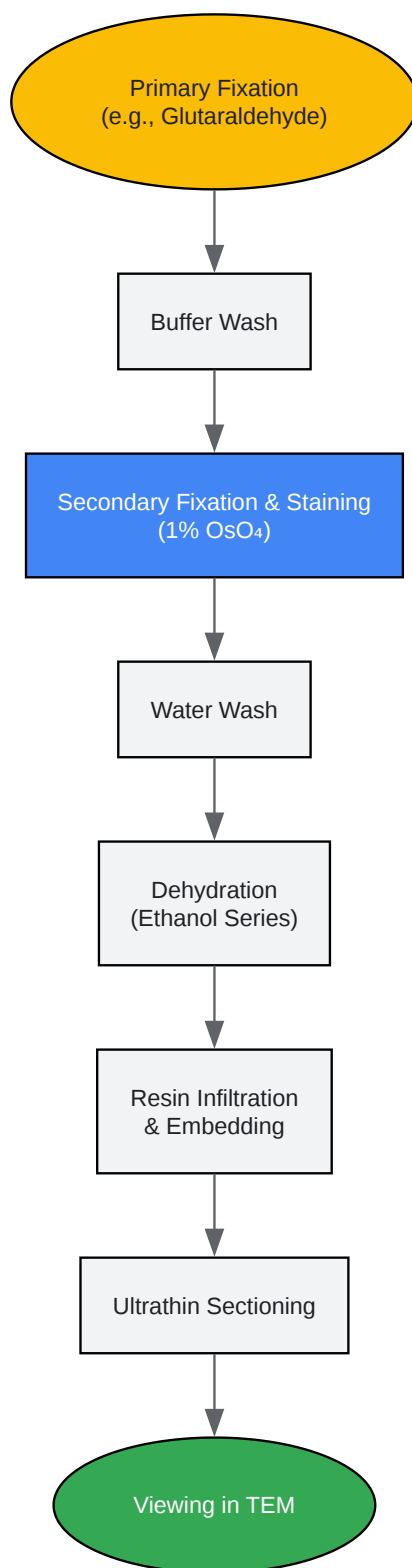 Primary Fixation
(e.g., Glutaraldehyde)
Buffer Wash
Secondary Fixation & Staining
(1% OsO₄)
Water Wash
Dehydration
(Ethanol Series)
Resin Infiltration
& Embedding
Ultrathin Sectioning
Viewing in TEM